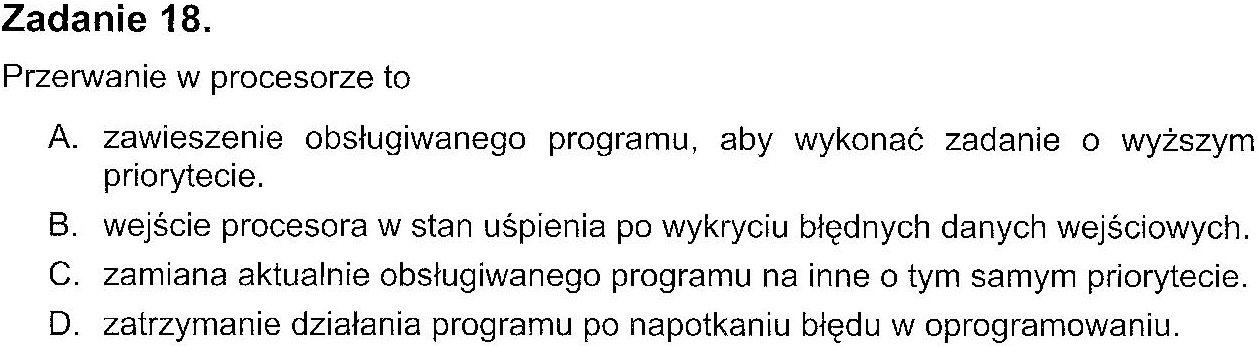 Zadanie 18.
Przerwanie w procesorze to
A. zawieszenie obsługiwanego programu, aby wykonać zadanie o wyższym
priorytecie.
B. wejście procesora w stan uśpienia po wykryciu błędnych danych wejściowych.
C. zamiana aktualnie obsługiwanego programu na inne o tym samym priorytecie.
D. zatrzymanie działania programu po napotkaniu błędu w oprogramowaniu.